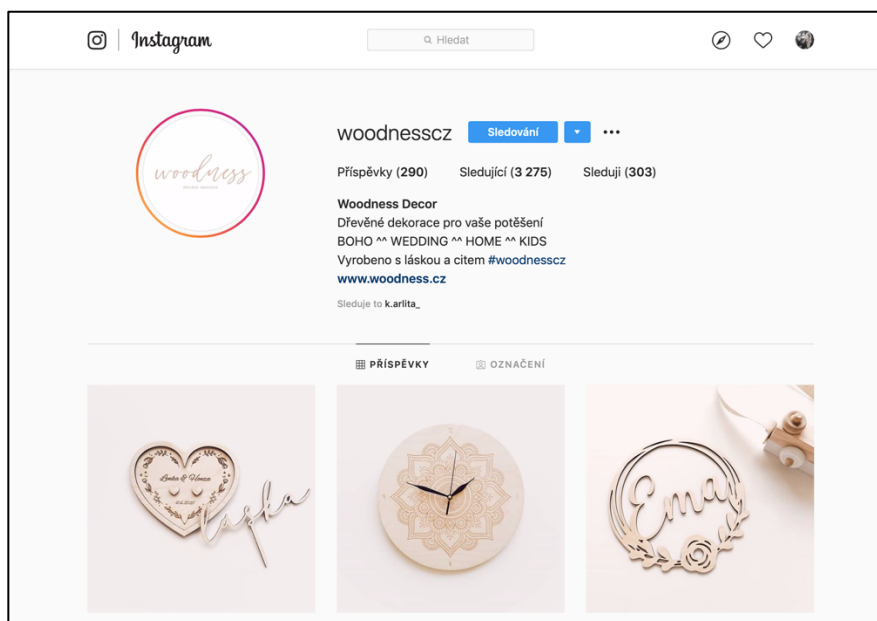 Instagram
Hledat
woodnesscz Sledování
Příspěvky (290) Sledující (3 275) Sleduji (303)
Woodness Decor
Dřevěné dekorace pro vaše potěšení
BOHO ^^ WEDDING ^^ HOME ^^ KIDS
Vyrobeno s láskou a citem #woodnesscz
www.woodness.cz
Sleduje to k.arlita_
woodness
PŘÍSPĚVKY OZNAČENÍ
Lenka & Honza
láska
Ema